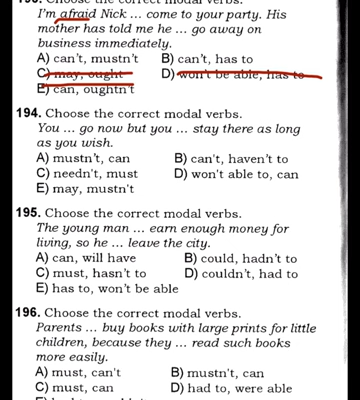 193. Choose the correct modal verbs.
I'm afraid Nick ... come to your party. His
mother has told me he ... go away on
business immediately.
A) can't, mustn't B) can't, has to
C) may, ought D) won't be able, has to
E) can, oughtn't
194. Choose the correct modal verbs.
You ... go now but you ... stay there as long
as you wish.
A) mustn't, can B) can't, haven't to
C) needn't, must D) won't able to, can
E) may, mustn't
195. Choose the correct modal verbs.
The young man ... earn enough money for
living, so he ... leave the city.
A) can, will have B) could, hadn't to
C) must, hasn't to D) couldn't, had to
E) has to, won't be able
196. Choose the correct modal verbs.
Parents ... buy books with large prints for little
children, because they ... read such books
more easily.
A) must, can't B) mustn't, can
C) must, can D) had to, were able